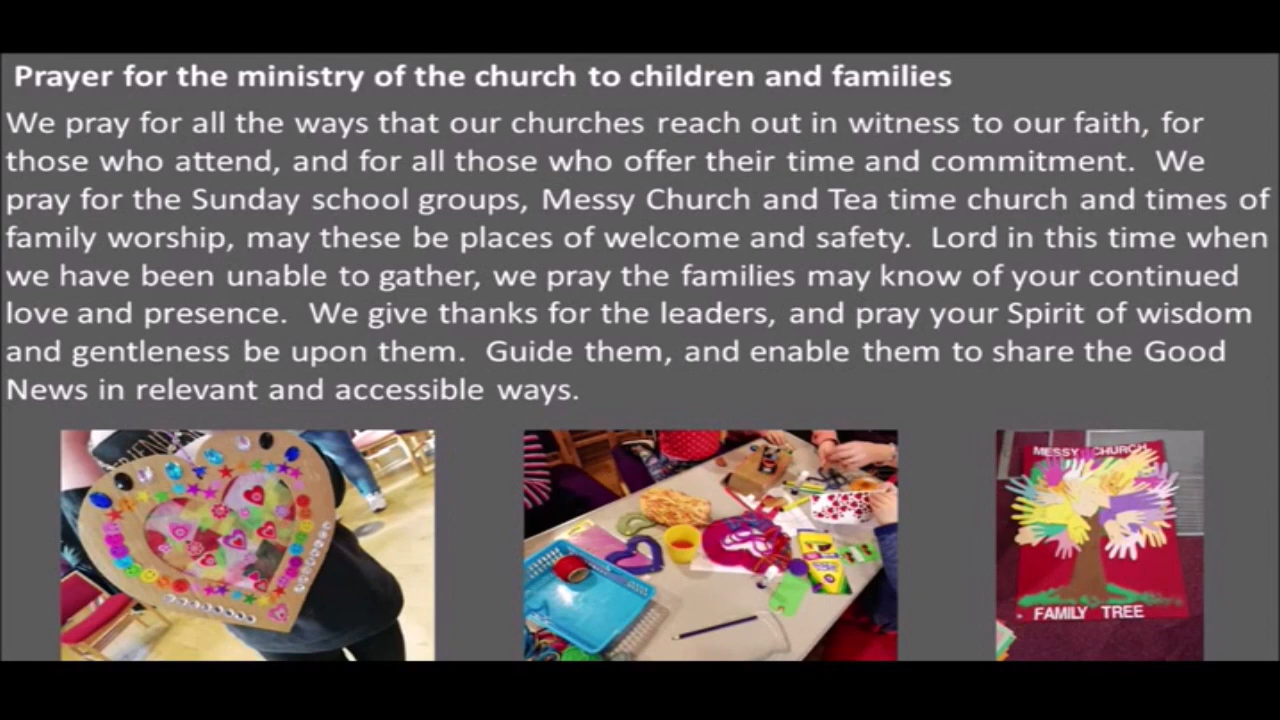 Prayer for the ministry of the church to children and families
We pray for all the ways that our churches reach out in witness to our faith, for
those who attend, and for all those who offer their time and commitment. We
pray for the Sunday school groups, Messy Church and Tea time church and times of
family worship, may these be places of welcome and safety. Lord in this time when
we have been unable to gather, we pray the families may know of your continued
love and presence. We give thanks for the leaders, and pray your Spirit of wisdom
and gentleness be upon them. Guide them, and enable them to share the Good
News in relevant and accessible ways.
MESSY CHURCH
FAMILY TREE